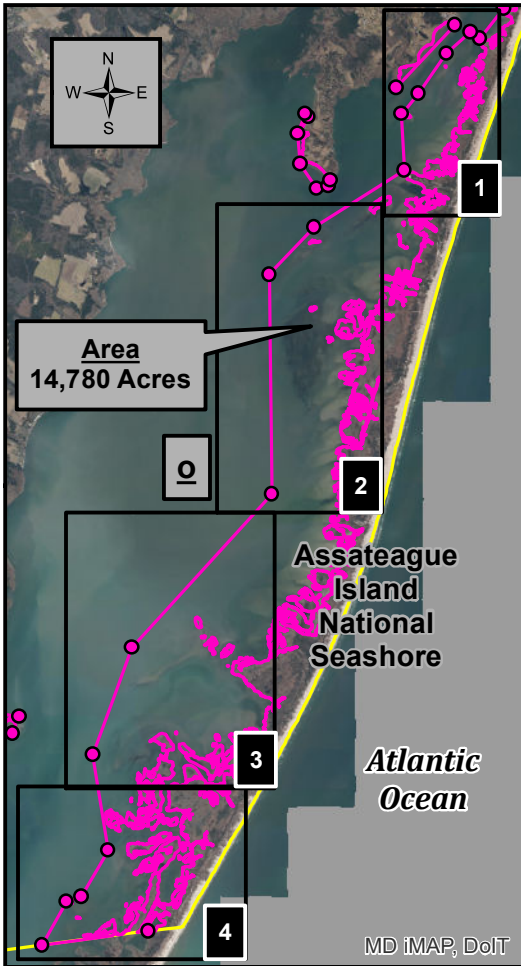 N
W E
S
1
Area
14,780 Acres
O
2
Assateague
Island
National
Seashore
3
Atlantic
Ocean
4
MD iMAP, DoIT